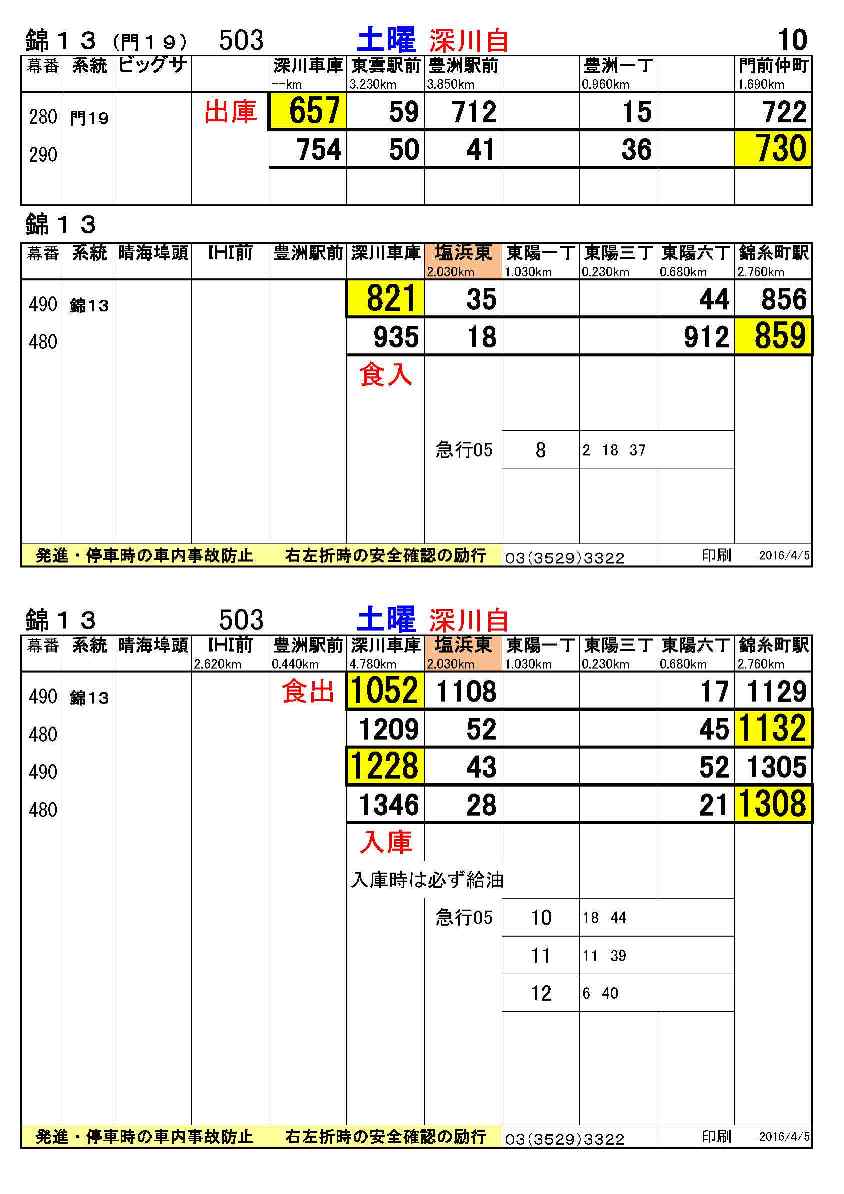 錦１３（門１９） 503 土曜 深川自 10
幕番 系統 ビッグサ 深川車庫 東雲駅前 豊洲駅前 豊洲一丁 門前仲町
---km 3.230km 3.850km 0.960km 1.690km
280 門19 出庫 657 59 712 15 722
290 754 50 41 36 730
錦１３
幕番 系統 晴海埠頭 IHI前 豊洲駅前 深川車庫 塩浜東 東陽一丁 東陽三丁 東陽六丁 錦糸町駅
2.030km 1.030km 0.230km 0.680km 2.760km
490 錦13 821 35 44 856
480 935 18 912 859
食入
急行05 8 2 18 37
発進・停車時の車内事故防止 右左折時の安全確認の励行 03(3529)3322 印刷 2016/4/5
錦１３ 503 土曜 深川自
幕番 系統 晴海埠頭 IHI前 豊洲駅前 深川車庫 塩浜東 東陽一丁 東陽三丁 東陽六丁 錦糸町駅
2.620km 0.440km 4.780km 2.030km 1.030km 0.230km 0.680km 2.760km
490 錦13 食出 1052 1108 17 1129
480 1209 52 45 1132
490 1228 43 52 1305
480 1346 28 21 1308
入庫
入庫時は必ず給油
急行05 10 18 44
11 11 39
12 6 40
発進・停車時の車内事故防止 右左折時の安全確認の励行 03(3529)3322 印刷 2016/4/5